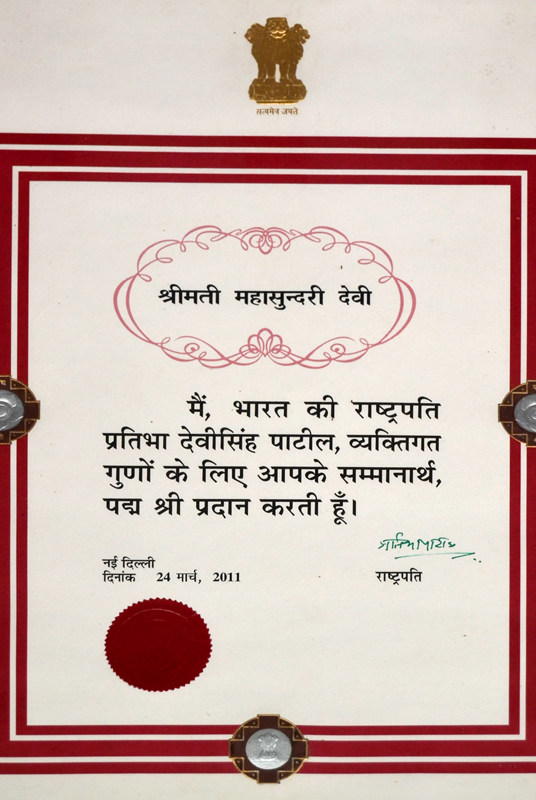 सत्यमेव जयते
श्रीमती महासुन्दरी देवी
मैं, भारत की राष्ट्रपति
प्रतिभा देवीसिंह पाटील, व्यक्तिगत
गुणों के लिए आपके सम्मानार्थ,
पद्म श्री प्रदान करती हूँ।
नई दिल्ली
दिनांक 24 मार्च, 2011
राष्ट्रपति